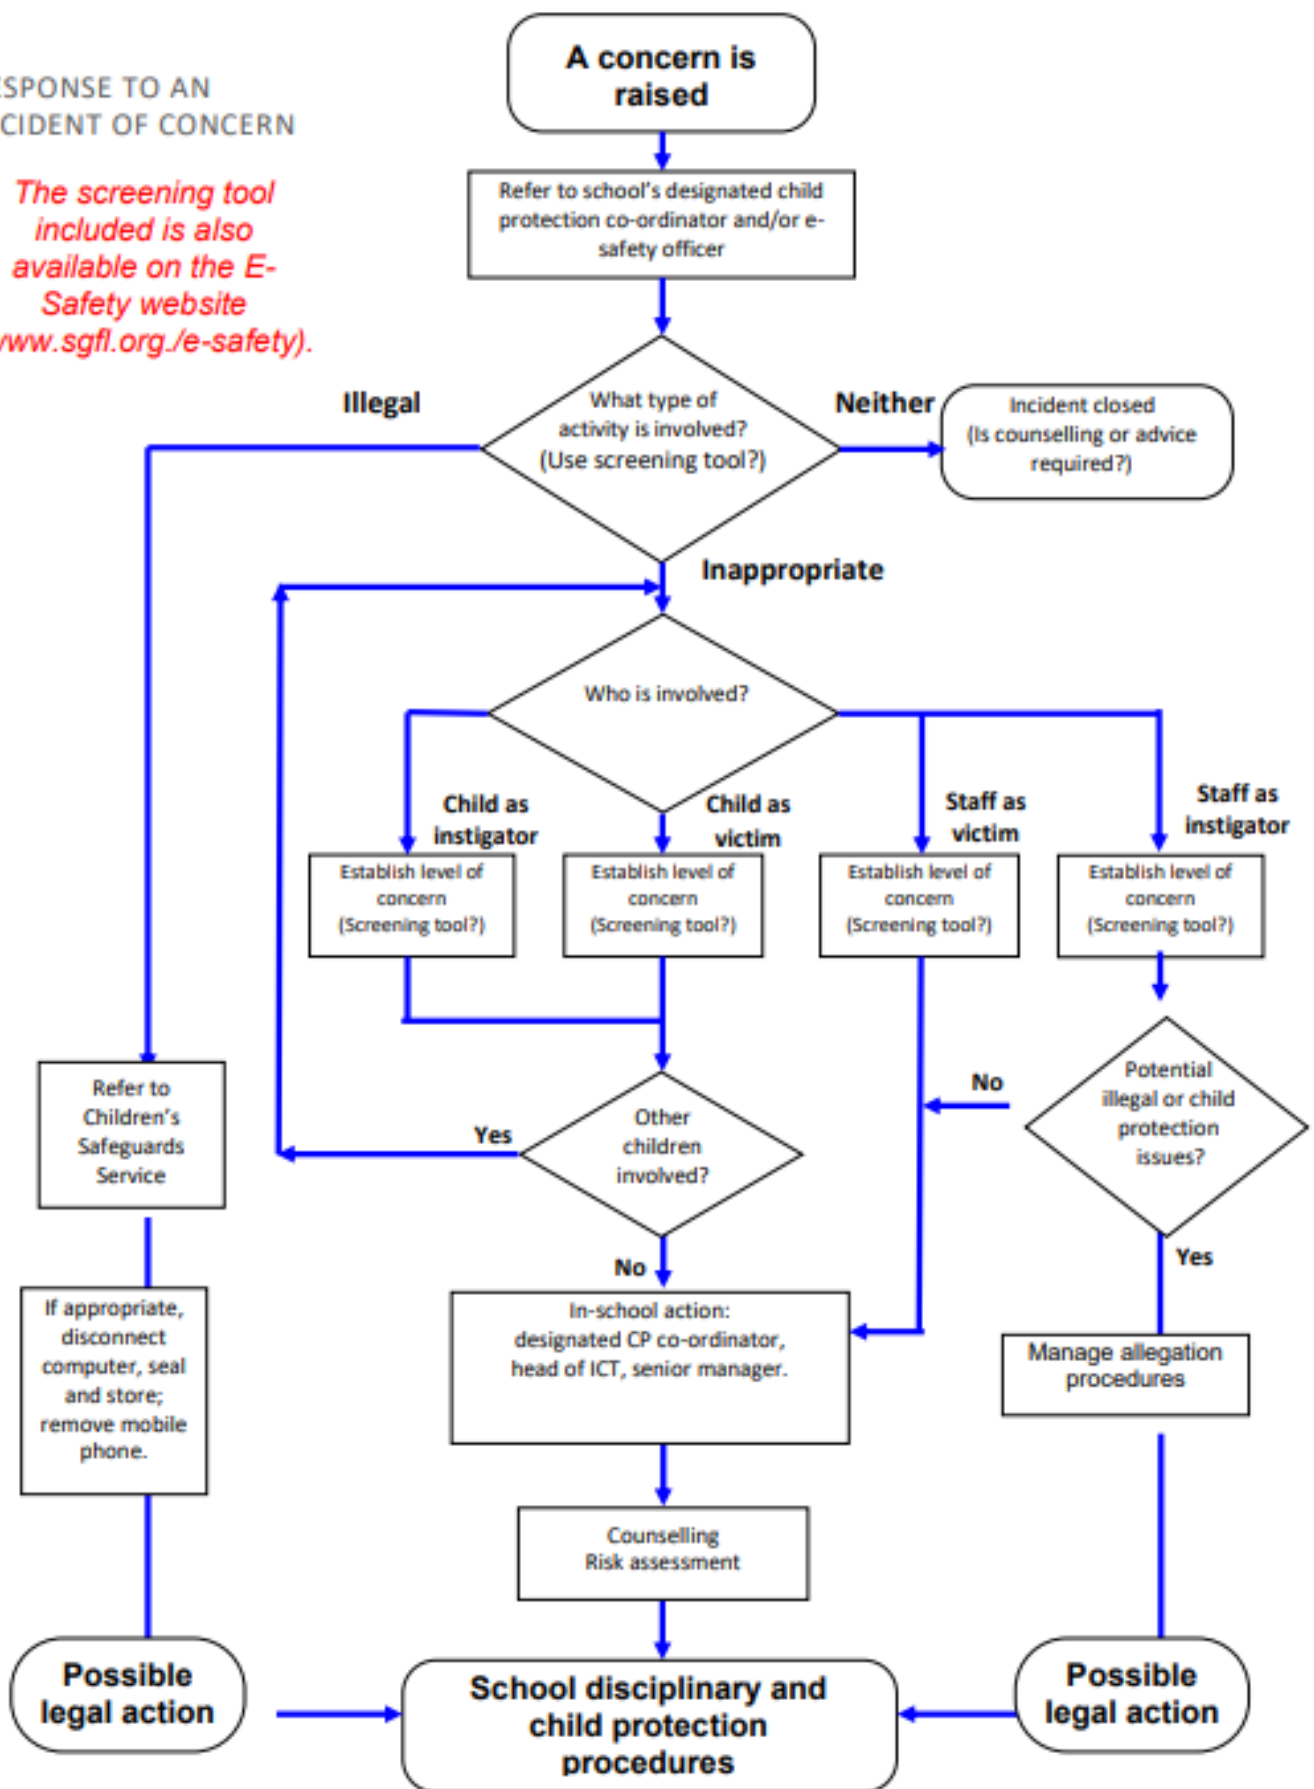 A concern is
raised
ESPONSE TO AN
CIDENT OF CONCERN
The screening tool
included is also
available on the E-
Safety website
www.sgfl.org./e-safety).
Refer to school's designated child
protection co-ordinator and/or e-
safety officer
Illegal
What type of
activity is involved?
(Use screening tool?)
Neither
Incident closed
(Is counselling or advice
required?)
Inappropriate
Who is involved?
Child as
instigator
Child as
victim
Staff as
victim
Staff as
instigator
Establish level of
concern
(Screening tool?)
Establish level of
concern
(Screening tool?)
Establish level of
concern
(Screening tool?)
Establish level of
concern
(Screening tool?)
Refer to
Children's
Safeguards
Service
Yes
Other
children
involved?
No
Potential
illegal or child
protection
issues?
Yes
No
If appropriate,
disconnect
computer, seal
and store;
remove mobile
phone.
In-school action:
designated CP co-ordinator,
head of ICT, senior manager.
Manage allegation
procedures
Counselling
Risk assessment
Possible
legal action
School disciplinary and
child protection
procedures
Possible
legal action